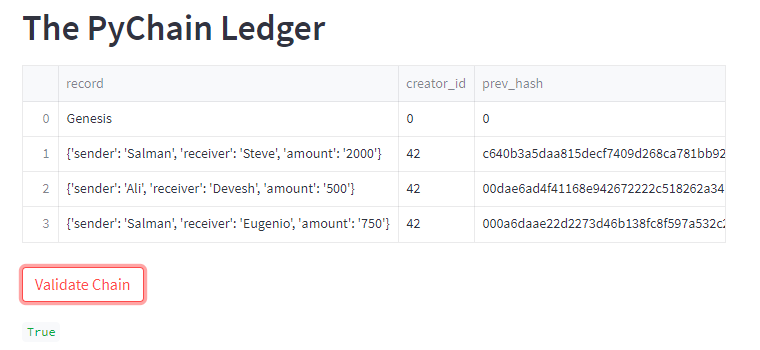 The PyChain Ledger
record creator_id prev_hash
0 Genesis 0 0
1 {'sender': 'Salman', 'receiver': 'Steve', 'amount': '2000'} 42 c640b3a5daa815decf7409d268ca781bb92
2 {'sender': 'Ali', 'receiver': 'Devesh', 'amount': '500'} 42 00dae6ad4f41168e942672222c518262a34
3 {'sender': 'Salman', 'receiver': 'Eugenio', 'amount': '750'} 42 000a6daae22d2273d46b138fc8f597a532c2
Validate Chain
True